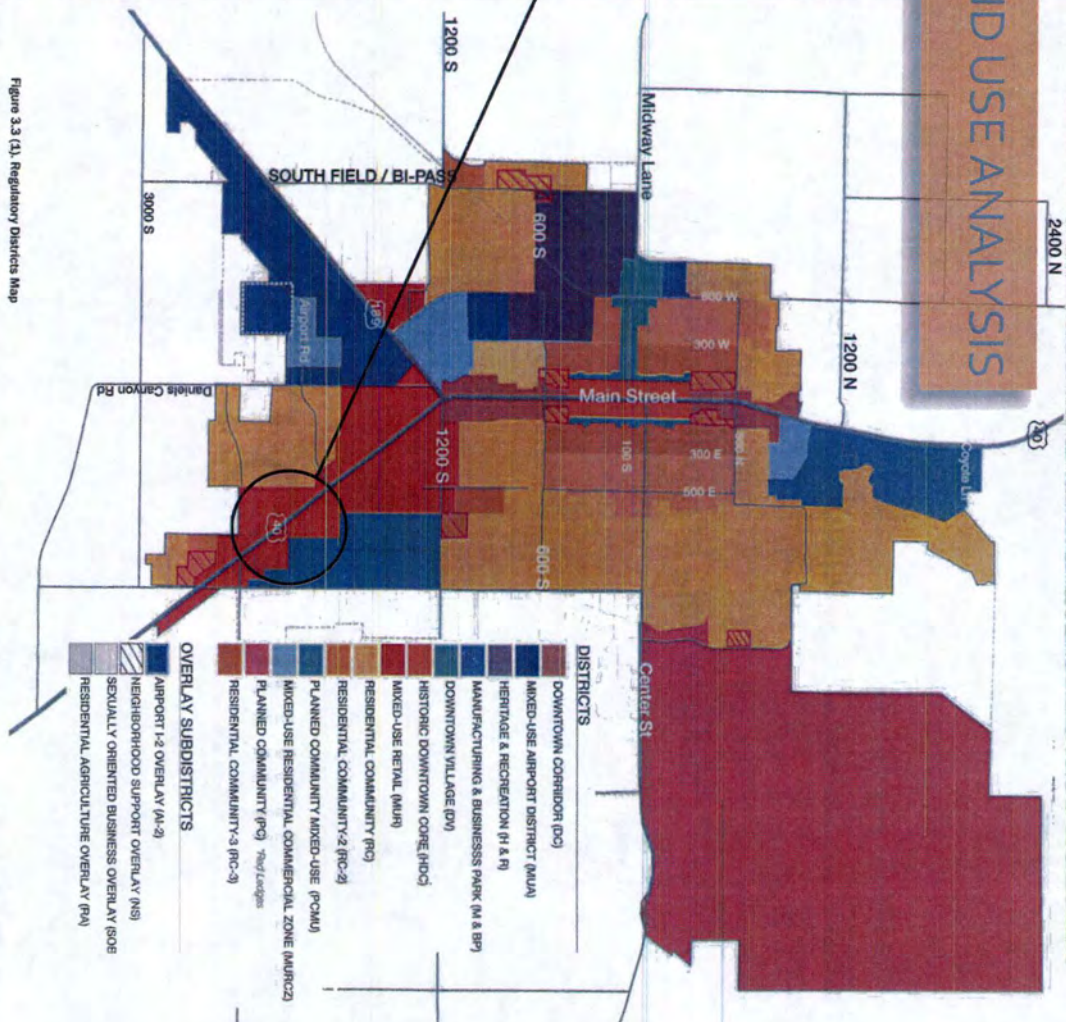 ND USE ANALYSIS
2400 N
1200 N
40
Coyote Ln
Midway Lane
1200 S
SOUTH FIELD / BI-PASS
600 S
600 W
300 W
Main Street
100 S
300 E
500 E
600 S
1200 S
189
Airport Rd
Daniels Canyon Rd
3000 S
40
Center St
DISTRICTS
DOWNTOWN CORRIDOR (DC)
MIXED-USE AIRPORT DISTRICT (MUA)
HERITAGE & RECREATION (H & R)
MANUFACTURING & BUSINESSS PARK (M & BP)
DOWNTOWN VILLAGE (DV)
HISTORIC DOWNTOWN CORE (HDC)
MIXED-USE RETAIL (MUR)
RESIDENTIAL COMMUNITY (RC)
RESIDENTIAL COMMUNITY-2 (RC-2)
PLANNED COMMUNITY MIXED-USE (PCMU)
MIXED-USE RESIDENTIAL COMMERCIAL ZONE (MURCZ)
PLANNED COMMUNITY (PC) *Red Ledges
RESIDENTIAL COMMUNITY-3 (RC-3)
OVERLAY SUBDISTRICTS
AIRPORT I-2 OVERLAY (AI-2)
NEIGHBORHOOD SUPPORT OVERLAY (NS)
SEXUALLY ORIENTED BUSINESS OVERLAY (SOB
RESIDENTIAL AGRICULTURE OVERLAY (RA)
Figure 3.3 (1). Regulatory Districts Map